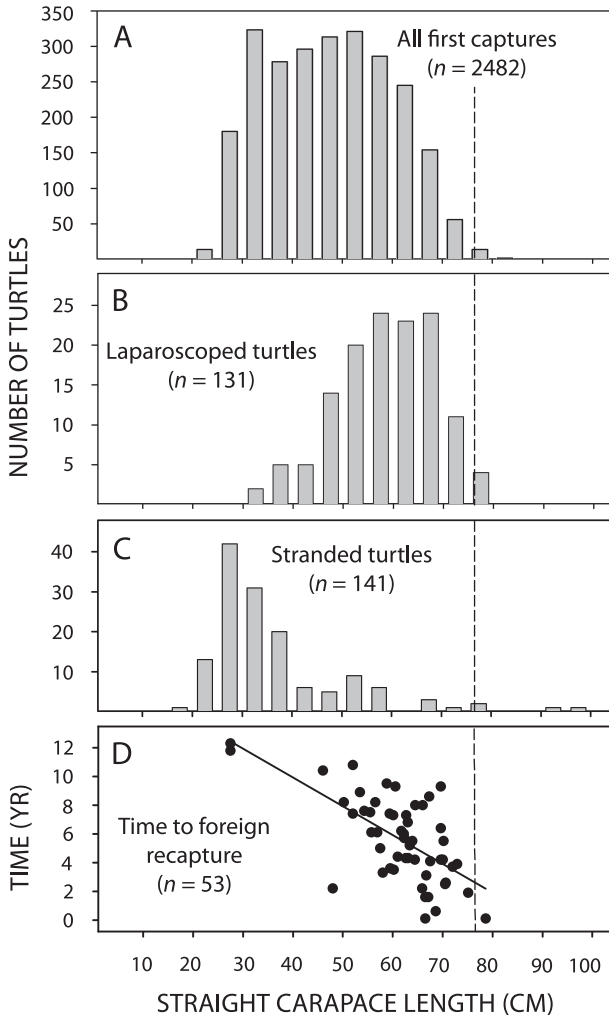 NUMBER OF TURTLES
A
All first captures
(n = 2482)
350
300
250
200
150
100
50
B
Laparoscoped turtles
(n = 131)
25
20
15
10
5
C
Stranded turtles
(n = 141)
40
30
20
10
TIME (YR)
D
Time to foreign
recapture
(n = 53)
12
10
8
6
4
2
0
10 20 30 40 50 60 70 80 90 100
STRAIGHT CARAPACE LENGTH (CM)